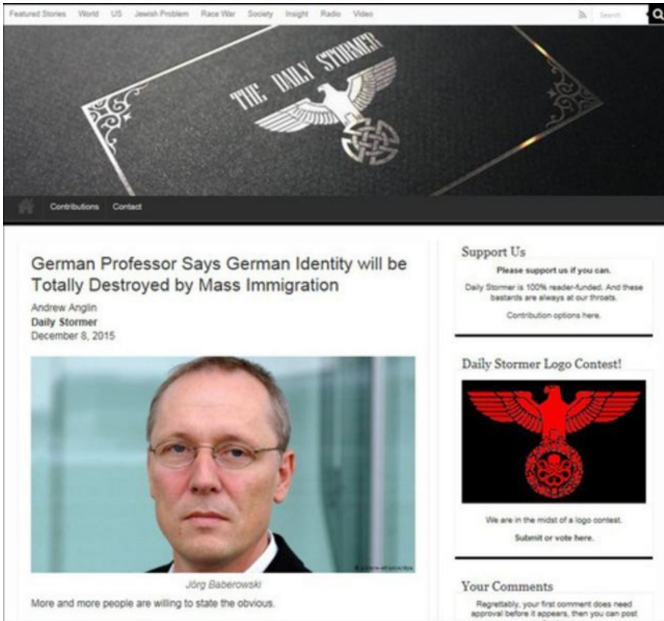 Featured Stories World US Jewish Problem Race War Society Insight Radio Video
Search
THE DAILY STORMER
Contributions Contact
German Professor Says German Identity will be
Totally Destroyed by Mass Immigration
Andrew Anglin
Daily Stormer
December 8, 2015
Jörg Baberowski
More and more people are willing to state the obvious.
Support Us
Please support us if you can.
Daily Stormer is 100% reader-funded. And these
bastards are always at our throats.
Contribution options here.
Daily Stormer Logo Contest!
We are in the midst of a logo contest.
Submit or vote here.
Your Comments
Regrettably, your first comment does need
approval before it appears, then you can post